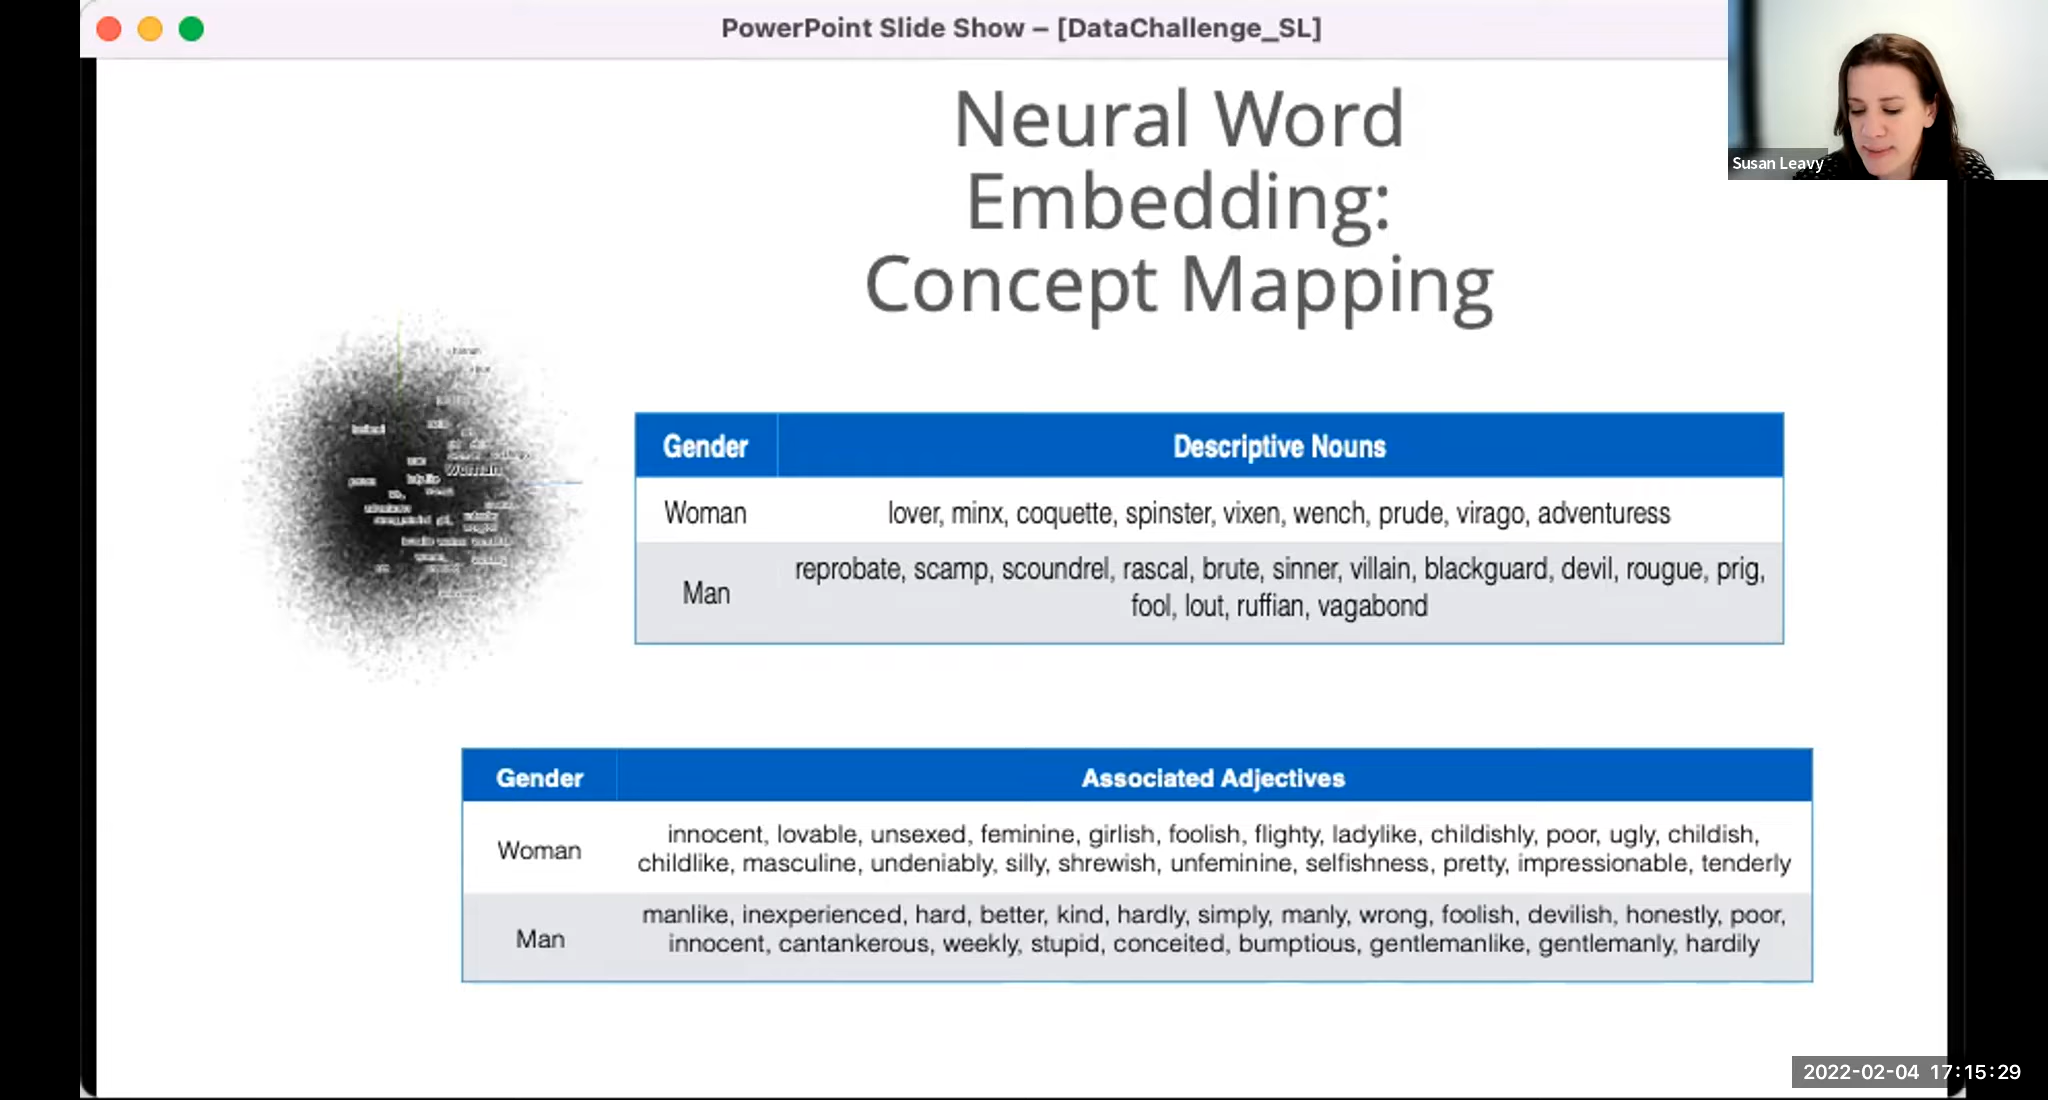 PowerPoint Slide Show – [DataChallenge_SL]
Susan Leavy
Neural Word
Embedding:
Concept Mapping
Woman
Gender Descriptive Nouns
Woman lover, minx, coquette, spinster, vixen, wench, prude, virago, adventuress
Man reprobate, scamp, scoundrel, rascal, brute, sinner, villain, blackguard, devil, rougue, prig,
fool, lout, ruffian, vagabond
Gender Associated Adjectives
Woman innocent, lovable, unsexed, feminine, girlish, foolish, flighty, ladylike, childishly, poor, ugly, childish,
childlike, masculine, undeniably, silly, shrewish, unfeminine, selfishness, pretty, impressionable, tenderly
Man manlike, inexperienced, hard, better, kind, hardly, simply, manly, wrong, foolish, devilish, honestly, poor,
innocent, cantankerous, weekly, stupid, conceited, bumptious, gentlemanlike, gentlemanly, hardily
2022-02-04 17:15:29